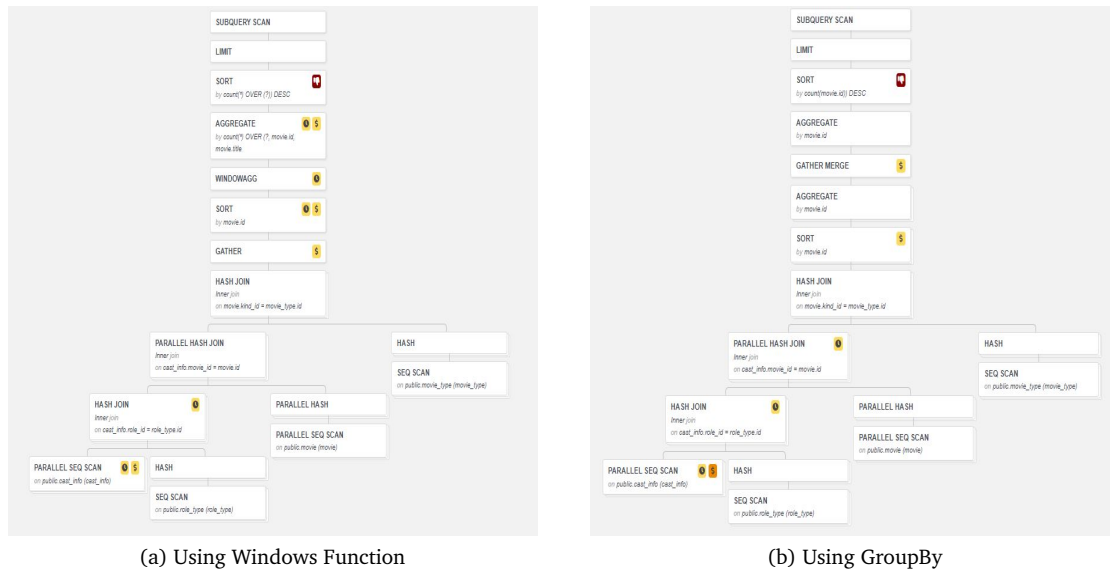 SUBQUERY SCAN
LIMIT
SORT
by count(*) OVER (?)) DESC
AGGREGATE
by count(*) OVER (?, movie.id,
movie.title
WINDOWAGG
SORT
by movie.id
GATHER
HASH JOIN
Inner join
on movie.kind_id = movie_type.id
PARALLEL HASH JOIN
Inner join
on cast_info.movie_id = movie.id
HASH
SEQ SCAN
on public.movie_type (movie_type)
HASH JOIN
Inner join
on cast_info.role_id = role_type.id
PARALLEL HASH
PARALLEL SEQ SCAN
on public.movie (movie)
PARALLEL SEQ SCAN
on public.cast_info (cast_info)
HASH
SEQ SCAN
on public.role_type (role_type)
(a) Using Windows Function
SUBQUERY SCAN
LIMIT
SORT
by count(movie.id)) DESC
AGGREGATE
by movie.id
GATHER MERGE
AGGREGATE
by movie.id
SORT
by movie.id
HASH JOIN
Inner join
on movie.kind_id = movie_type.id
PARALLEL HASH JOIN
Inner join
on cast_info.movie_id = movie.id
HASH
SEQ SCAN
on public.movie_type (movie_type)
HASH JOIN
Inner join
on cast_info.role_id = role_type.id
PARALLEL HASH
PARALLEL SEQ SCAN
on public.movie (movie)
PARALLEL SEQ SCAN
on public.cast_info (cast_info)
HASH
SEQ SCAN
on public.role_type (role_type)
(b) Using GroupBy